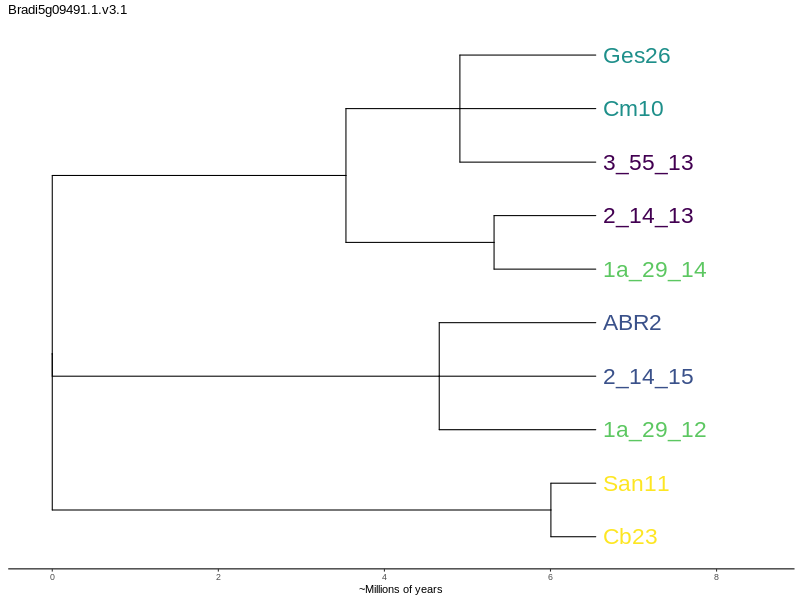 Bradi5g09491.1.v3.1
Ges26
Cm10
3_55_13
2_14_13
1a_29_14
ABR2
2_14_15
1a_29_12
San11
Cb23
0 2 4 6 8
~Millions of years